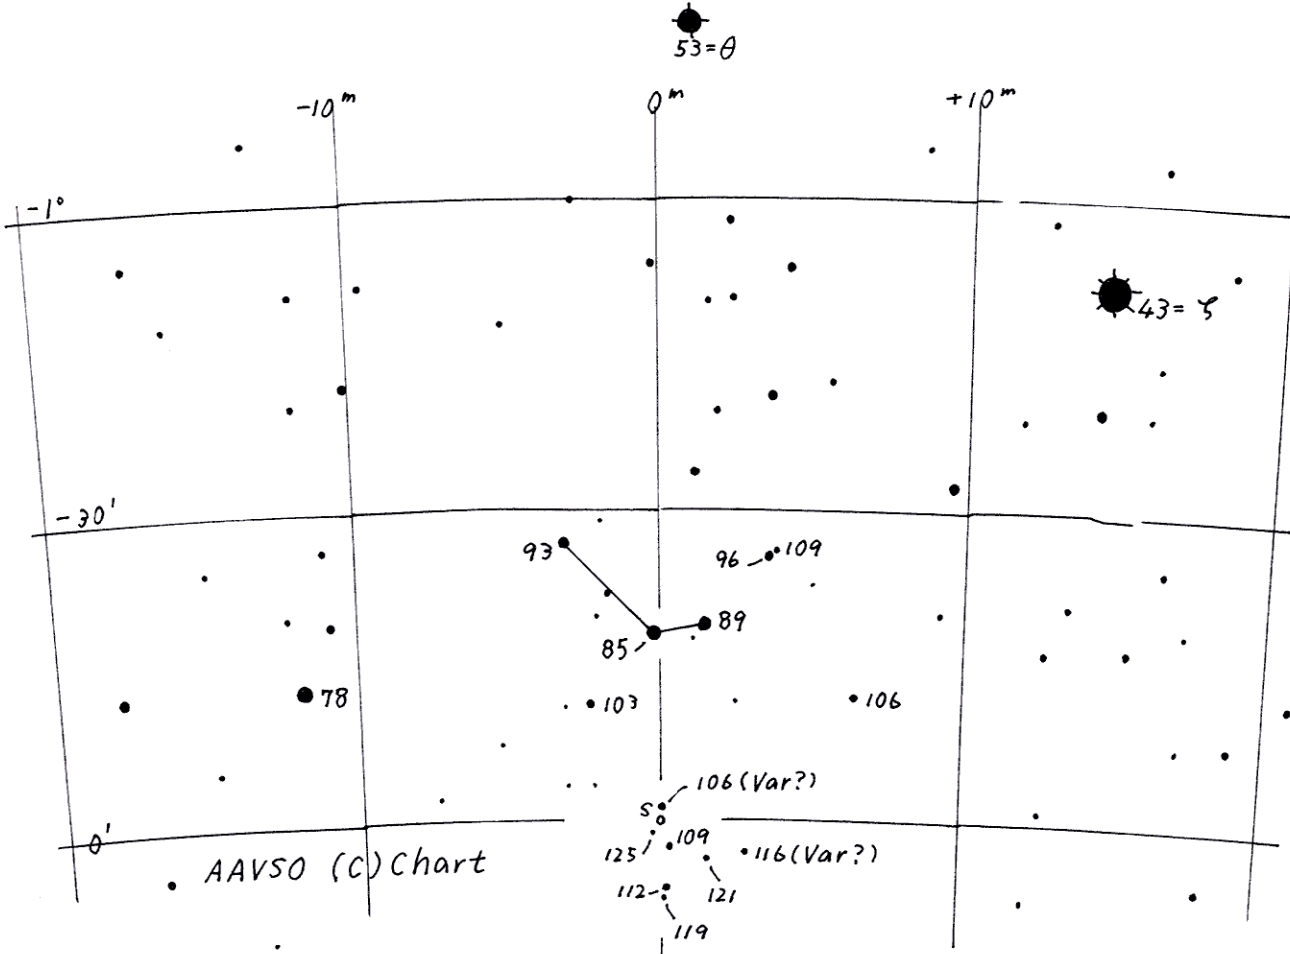 53=θ
-10ᵐ 0ᵐ +10ᵐ
-1°
43= ζ
-30'
93
96 109
85 89
78
103
106
106 (Var?)
S
0'
109
125
116 (Var?)
AAVSO (C) Chart
112 121
119